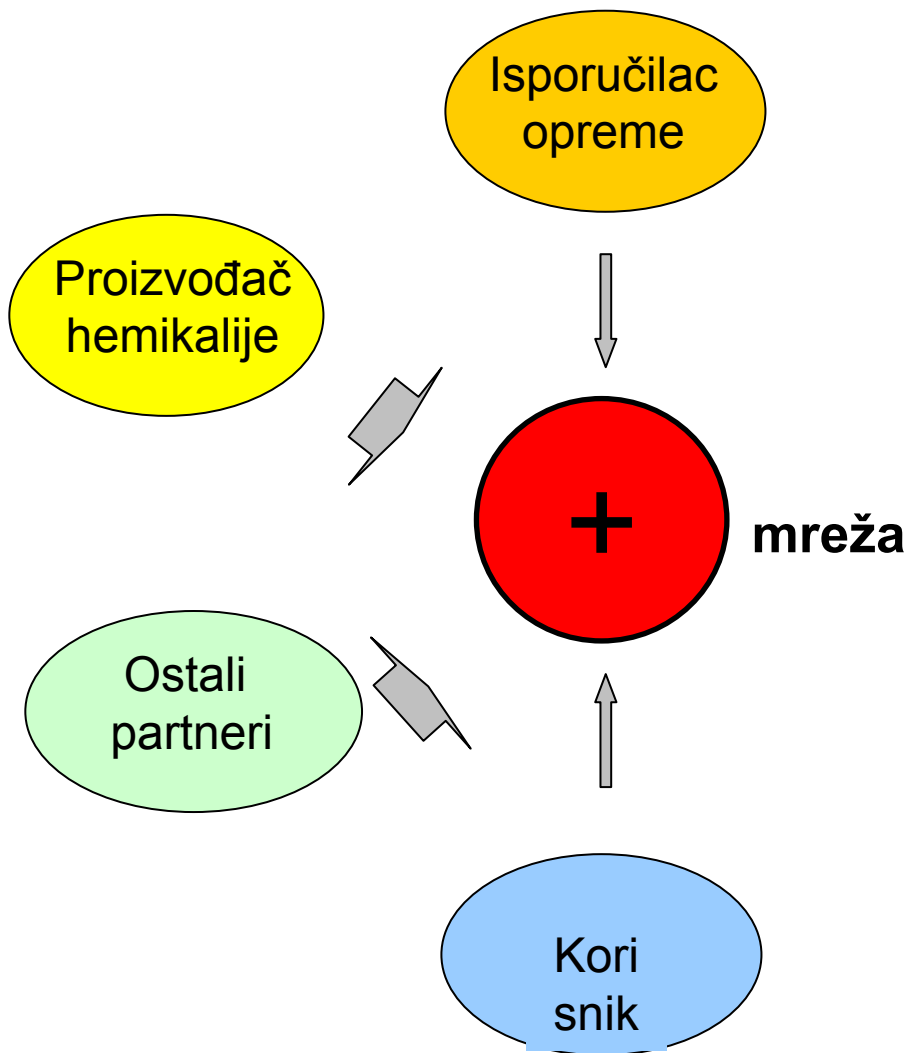 Isporučilac
opreme
Proizvođač
hemikalije
+
mreža
Ostali
partneri
Kori
snik